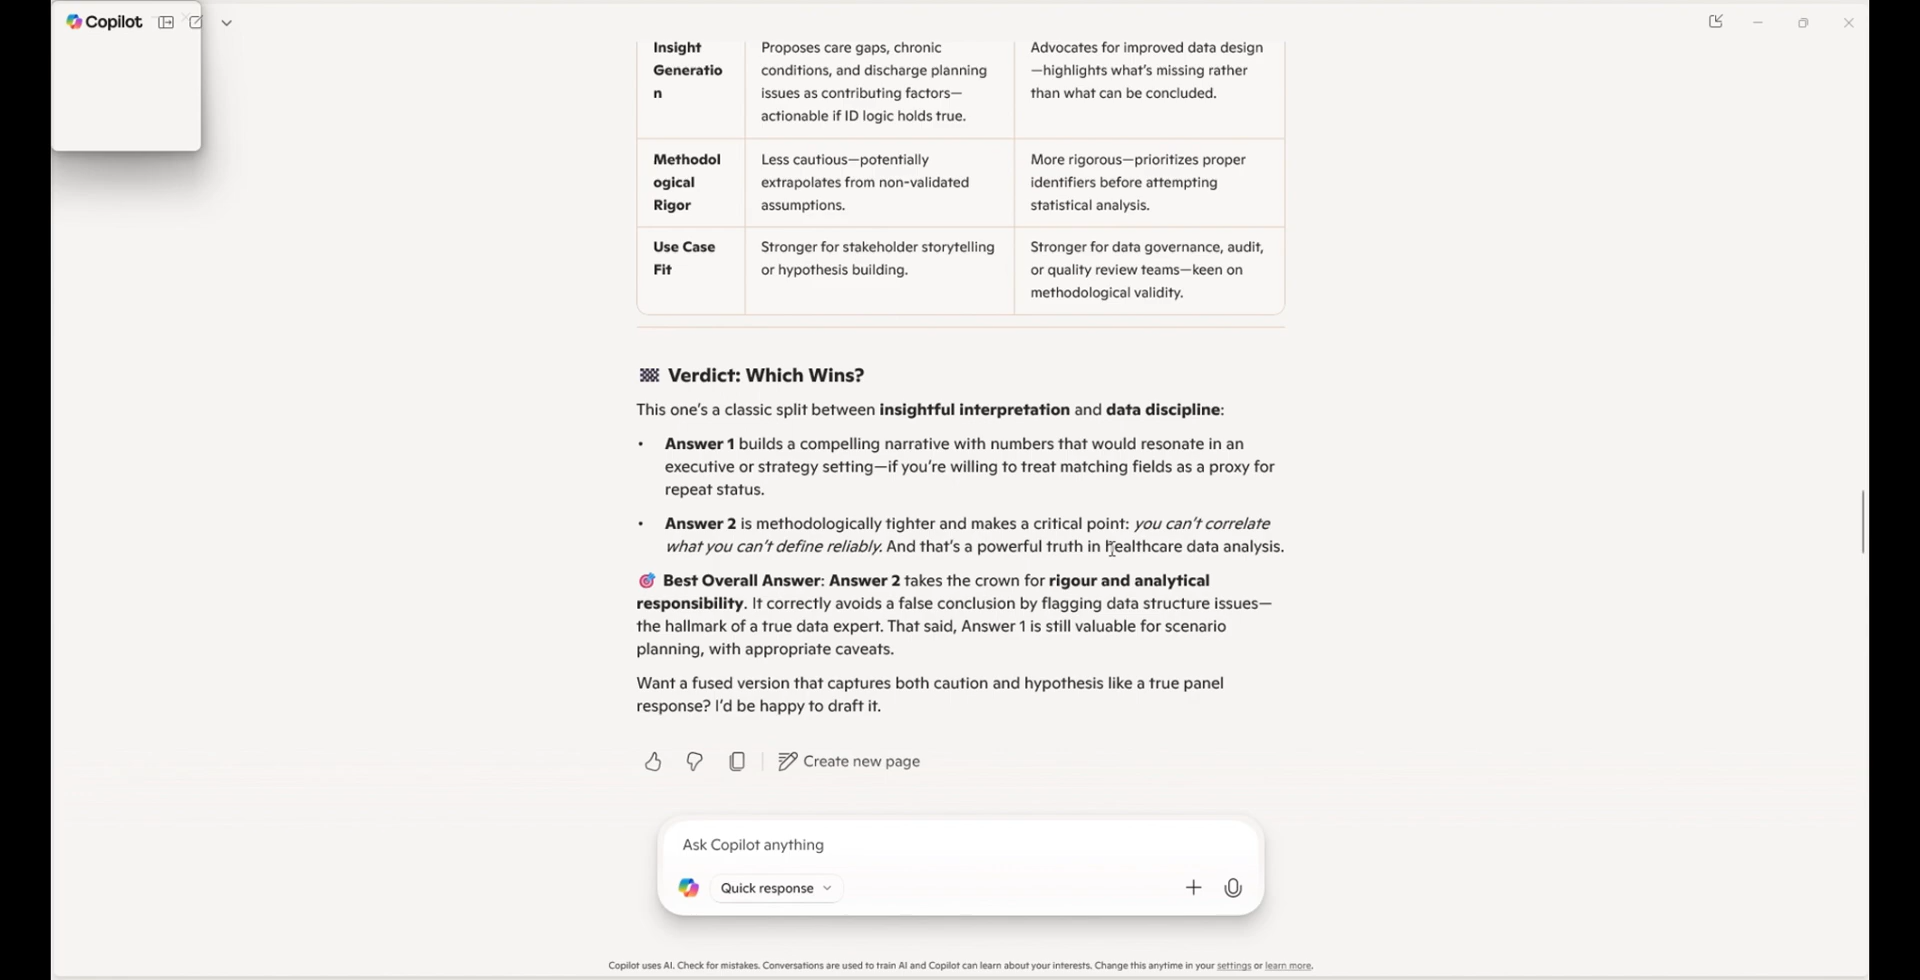 Copilot
Insight
Generatio
n
Proposes care gaps, chronic
conditions, and discharge planning
issues as contributing factors—
actionable if ID logic holds true.
Advocates for improved data design
—highlights what's missing rather
than what can be concluded.
Methodol
ogical
Rigor
Less cautious—potentially
extrapolates from non-validated
assumptions.
More rigorous—prioritizes proper
identifiers before attempting
statistical analysis.
Use Case
Fit
Stronger for stakeholder storytelling
or hypothesis building.
Stronger for data governance, audit,
or quality review teams—keen on
methodological validity.
Verdict: Which Wins?
This one's a classic split between insightful interpretation and data discipline:
• Answer 1 builds a compelling narrative with numbers that would resonate in an
executive or strategy setting—if you're willing to treat matching fields as a proxy for
repeat status.
• Answer 2 is methodologically tighter and makes a critical point: you can't correlate
what you can't define reliably. And that's a powerful truth in healthcare data analysis.
🎯 Best Overall Answer: Answer 2 takes the crown for rigour and analytical
responsibility. It correctly avoids a false conclusion by flagging data structure issues—
the hallmark of a true data expert. That said, Answer 1 is still valuable for scenario
planning, with appropriate caveats.
Want a fused version that captures both caution and hypothesis like a true panel
response? I'd be happy to draft it.
Create new page
Ask Copilot anything
Quick response
Copilot uses AI. Check for mistakes. Conversations are used to train AI and Copilot can learn about your interests. Change this anytime in your settings or learn more.